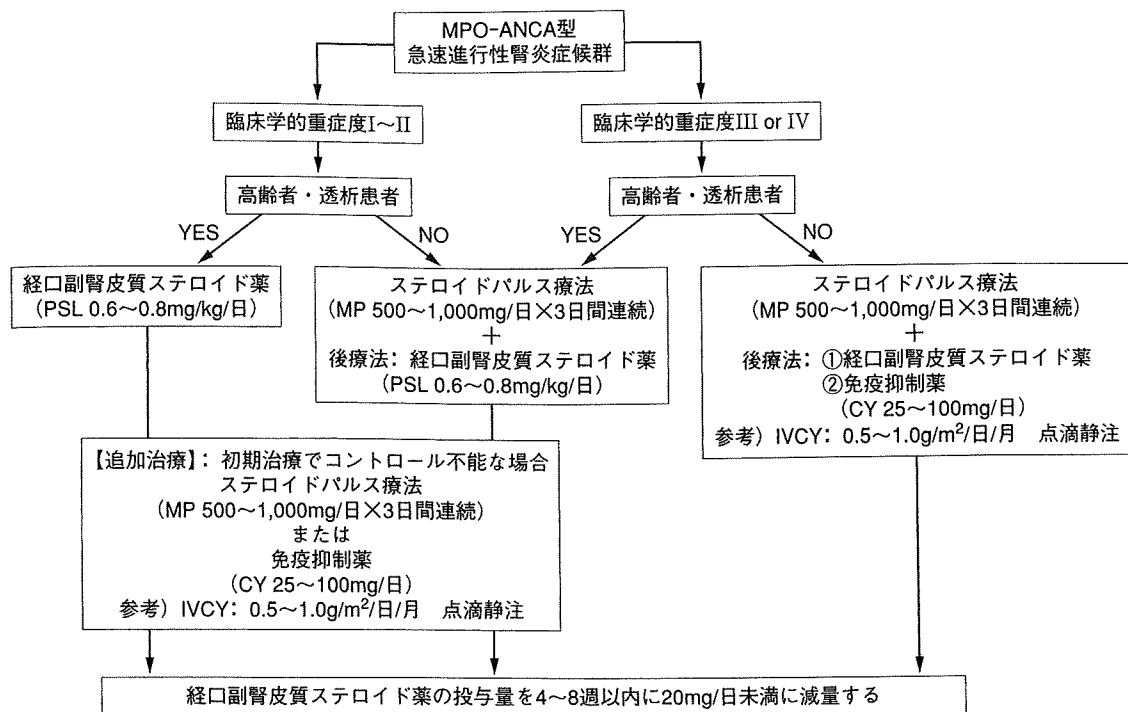 MPO-ANCA型
急速進行性腎炎症候群
臨床学的重症度I〜II
臨床学的重症度III or IV
高齢者・透析患者
高齢者・透析患者
YES
NO
YES
NO
経口副腎皮質ステロイド薬
(PSL 0.6〜0.8mg/kg/日)
ステロイドパルス療法
(MP 500〜1,000mg/日×3日間連続)
+
後療法：経口副腎皮質ステロイド薬
(PSL 0.6〜0.8mg/kg/日)
ステロイドパルス療法
(MP 500〜1,000mg/日×3日間連続)
+
後療法：①経口副腎皮質ステロイド薬
②免疫抑制薬
(CY 25〜100mg/日)
参考）IVCY：0.5〜1.0g/m²/日/月　点滴静注
【追加治療】：初期治療でコントロール不能な場合
ステロイドパルス療法
(MP 500〜1,000mg/日×3日間連続)
または
免疫抑制薬
(CY 25〜100mg/日)
参考）IVCY：0.5〜1.0g/m²/日/月　点滴静注
経口副腎皮質ステロイド薬の投与量を4〜8週以内に20mg/日未満に減量する